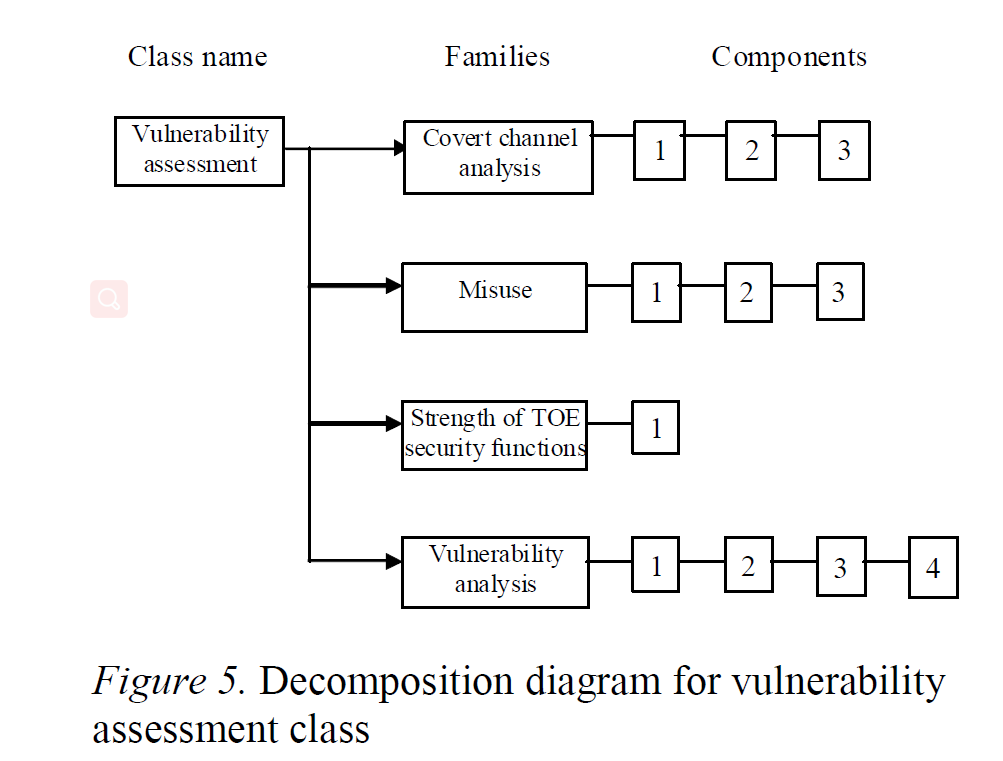 Class name Families Components
Vulnerability
assessment
Covert channel
analysis
1 2 3
Misuse
1 2 3
Strength of TOE
security functions
1
Vulnerability
analysis
1 2 3 4
Figure 5. Decomposition diagram for vulnerability
assessment class